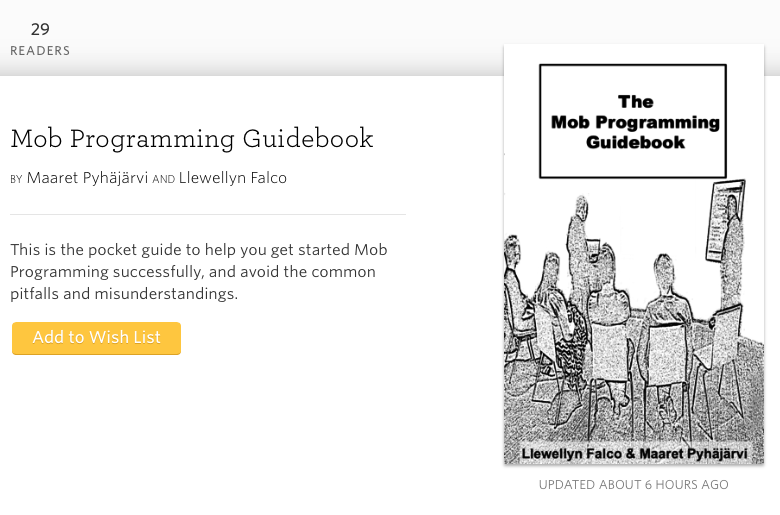 29
READERS
Mob Programming Guidebook
BY Maaret Pyhäjärvi AND Llewellyn Falco
This is the pocket guide to help you get started Mob
Programming successfully, and avoid the common
pitfalls and misunderstandings.
Add to Wish List
The
Mob Programming
Guidebook
Llewellyn Falco & Maaret Pyhäjärvi
UPDATED ABOUT 6 HOURS AGO